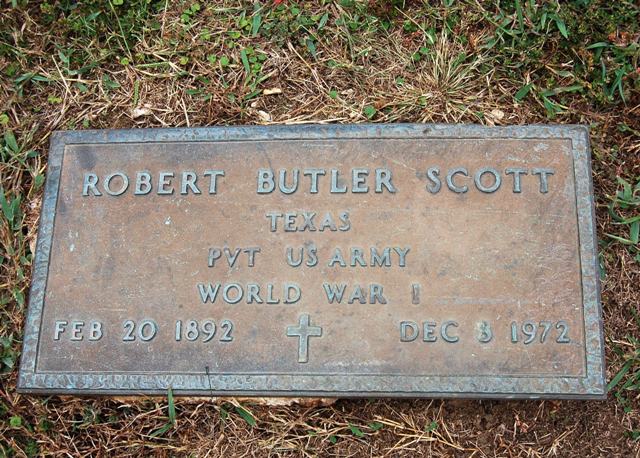 ROBERT BUTLER SCOTT
TEXAS
PVT US ARMY
WORLD WAR I
FEB 20 1892 DEC 3 1972